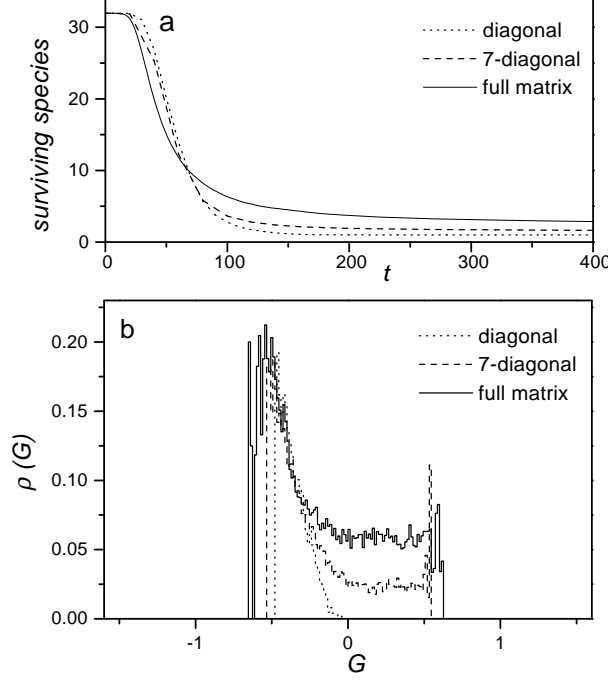 a
diagonal
7-diagonal
full matrix
surviving species
30
20
10
0
0 100 200 300 400
t
b
diagonal
7-diagonal
full matrix
ρ (G)
0.20
0.15
0.10
0.05
0.00
-1 0 1
G